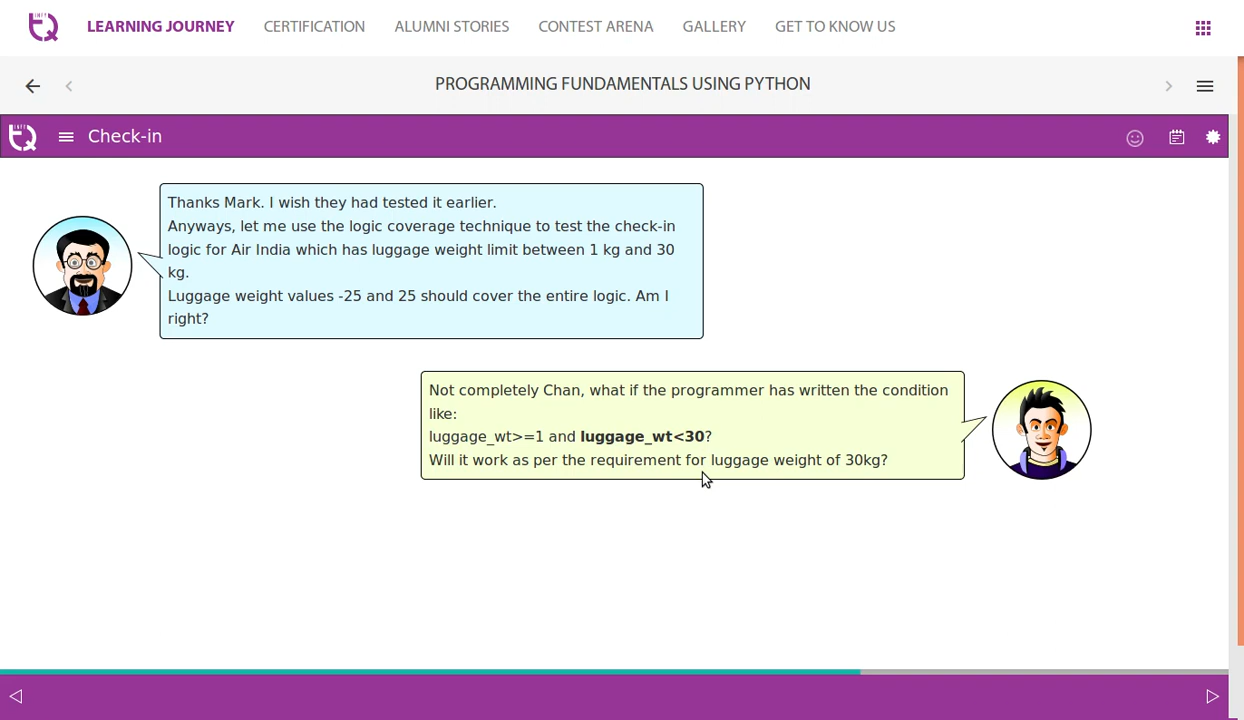 LEARNING JOURNEY CERTIFICATION ALUMNI STORIES CONTEST ARENA GALLERY GET TO KNOW US
PROGRAMMING FUNDAMENTALS USING PYTHON
Check-in
Thanks Mark. I wish they had tested it earlier.
Anyways, let me use the logic coverage technique to test the check-in
logic for Air India which has luggage weight limit between 1 kg and 30
kg.
Luggage weight values -25 and 25 should cover the entire logic. Am I
right?
Not completely Chan, what if the programmer has written the condition
like:
luggage_wt>=1 and luggage_wt<30?
Will it work as per the requirement for luggage weight of 30kg?